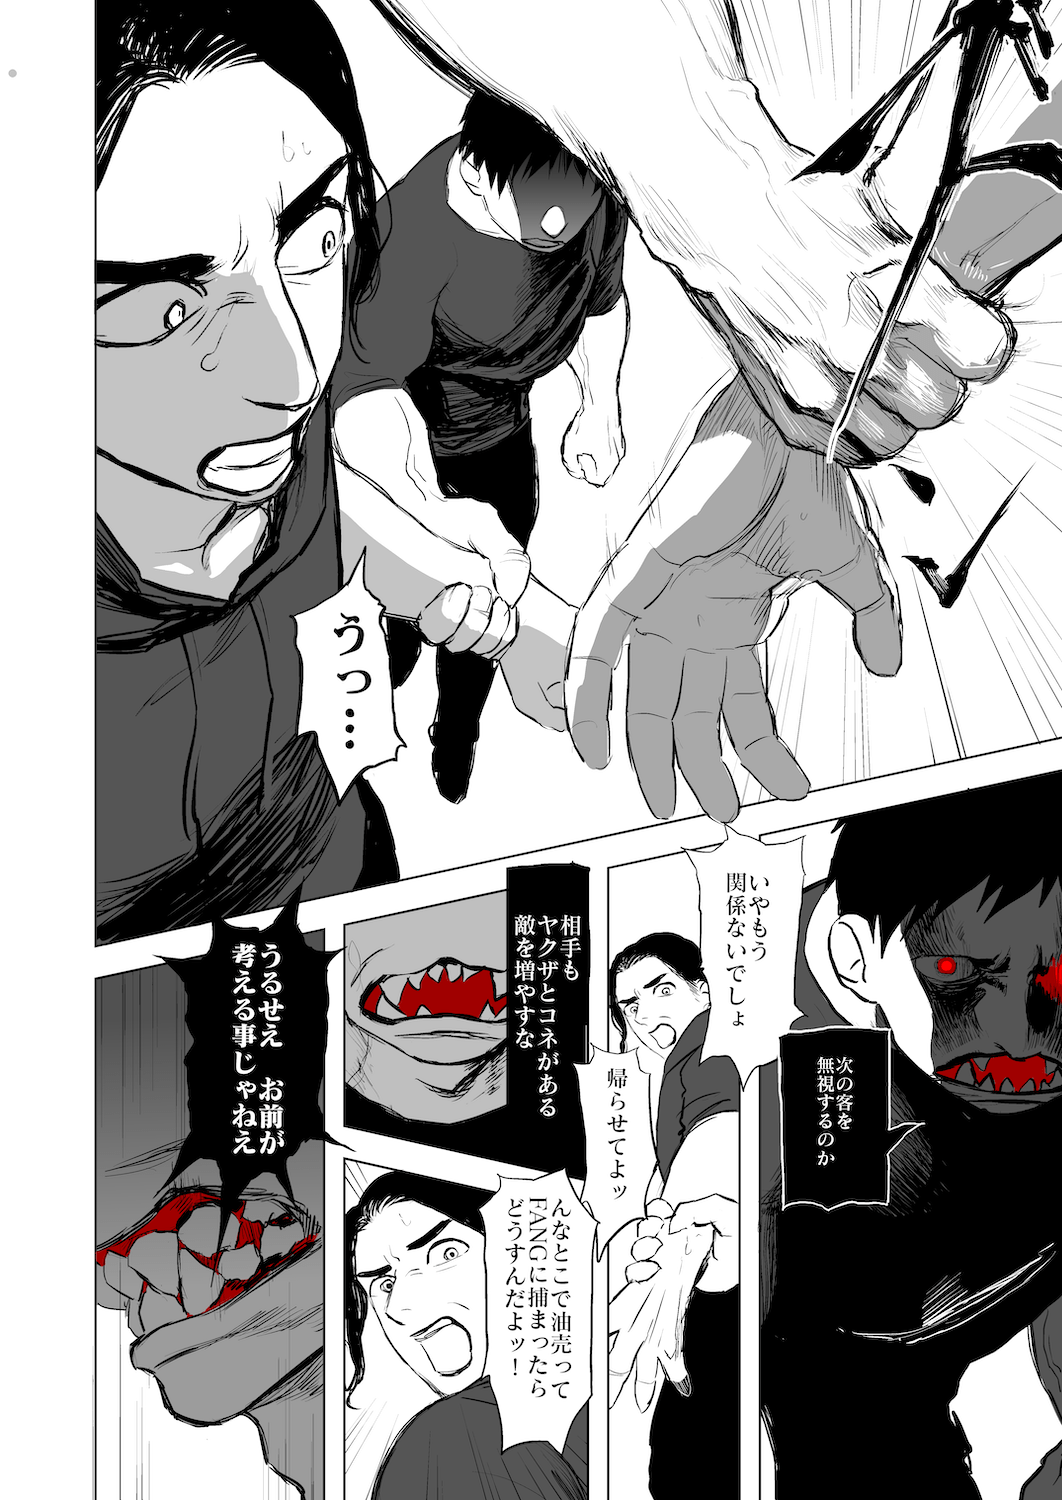 うっ…
次の客を
無視するのか
いやもう
関係ないでしょ
帰らせてよッ
相手も
ヤクザとコネがある
敵を増やすな
んなとこで油売って
FANGに捕まったら
どうすんだよッ！
うるせえ　お前が
考える事じゃねえ